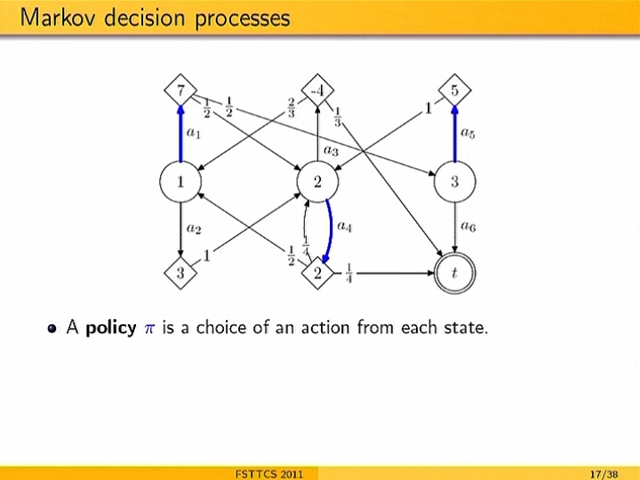 Markov decision processes
7 -4 5
1/2 1/2 2/3 1/3 1
a1 a3 a5
1 2 3
a2 a4 a6
1 1/2 1/4
3 2 1/4 t
A policy π is a choice of an action from each state.
FSTTCS 2011 17/38